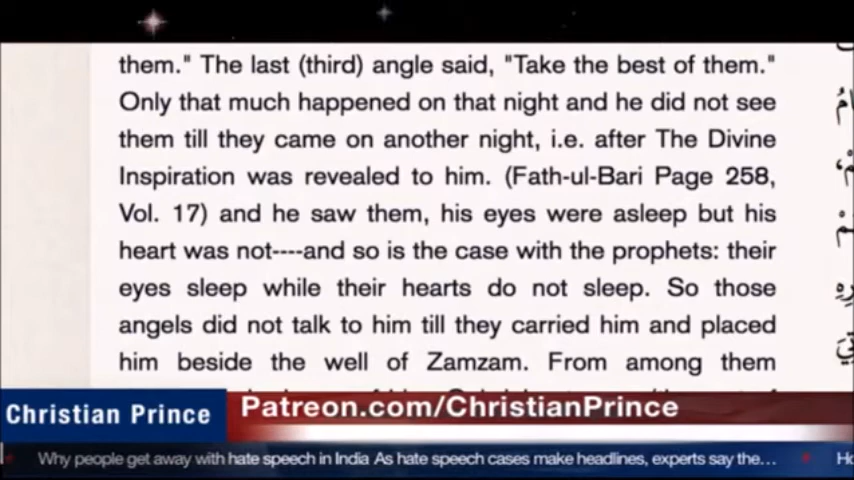 them." The last (third) angle said, "Take the best of them."
Only that much happened on that night and he did not see
them till they came on another night, i.e. after The Divine
Inspiration was revealed to him. (Fath-ul-Bari Page 258,
Vol. 17) and he saw them, his eyes were asleep but his
heart was not----and so is the case with the prophets: their
eyes sleep while their hearts do not sleep. So those
angels did not talk to him till they carried him and placed
him beside the well of Zamzam. From among them
Christian Prince
Patreon.com/ChristianPrince
Why people get away with hate speech in India As hate speech cases make headlines, experts say the...